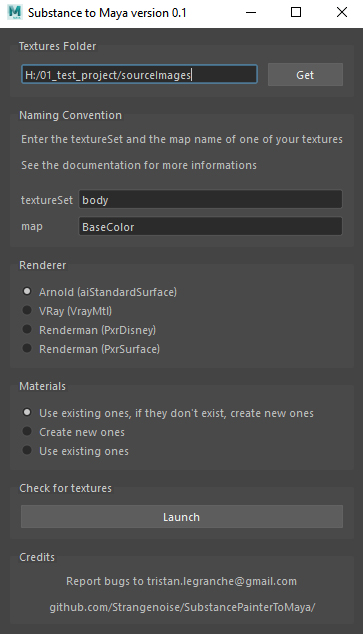 Substance to Maya version 0.1
Textures Folder
H:/01_test_project/sourceImages
Get
Naming Convention
Enter the textureSet and the map name of one of your textures
See the documentation for more informations
textureSet
body
map
BaseColor
Renderer
Arnold (aiStandardSurface)
VRay (VrayMtl)
Renderman (PxrDisney)
Renderman (PxrSurface)
Materials
Use existing ones, if they don't exist, create new ones
Create new ones
Use existing ones
Check for textures
Launch
Credits
Report bugs to tristan.legranche@gmail.com
github.com/Strangenoise/SubstancePainterToMaya/